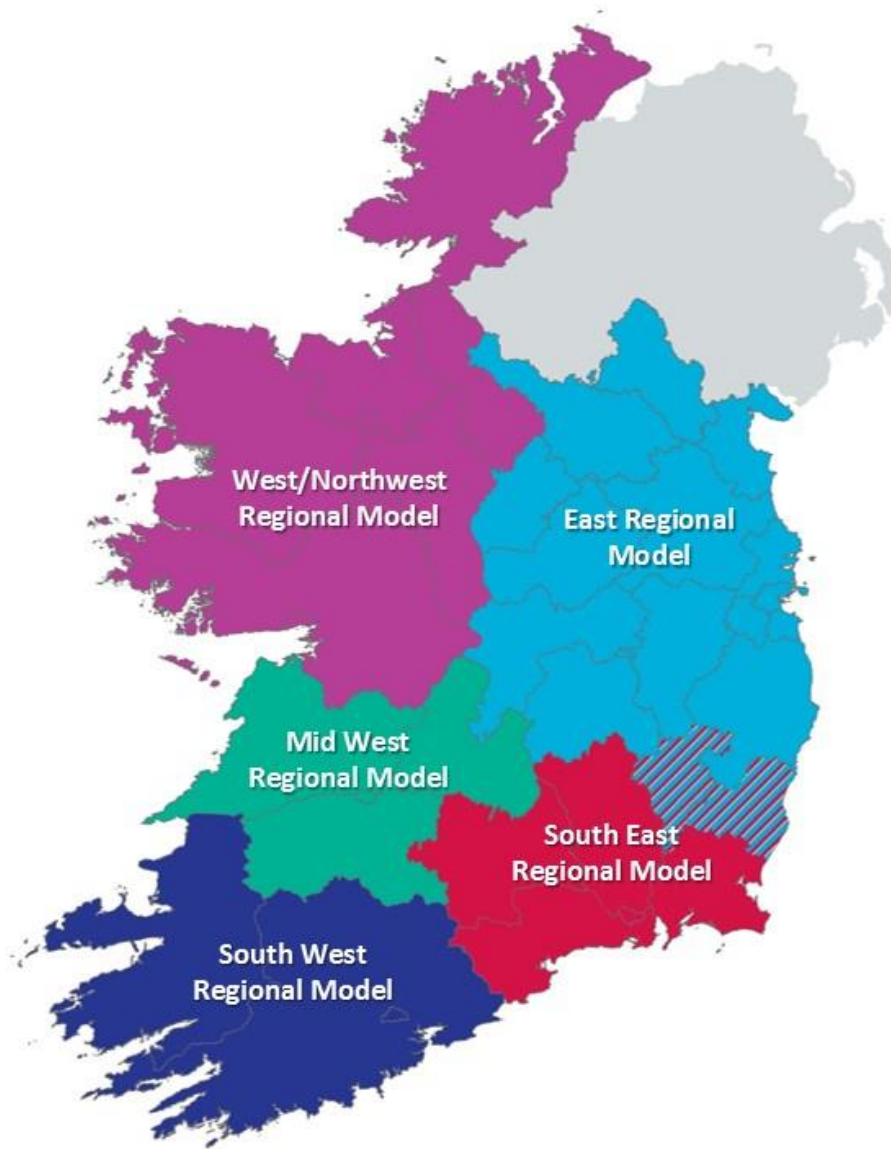 West/Northwest
Regional Model
East Regional
Model
Mid West
Regional Model
South East
Regional Model
South West
Regional Model